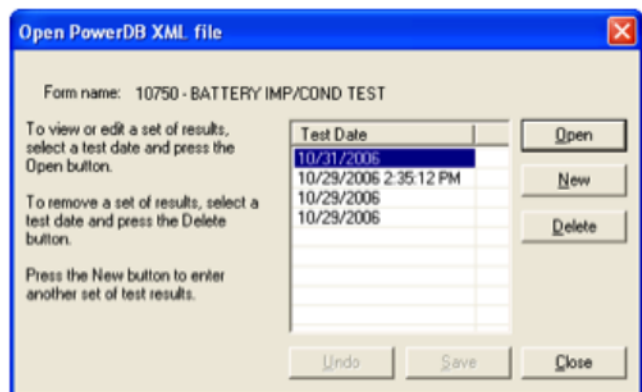 Open PowerDB XML file
Form name: 10750 - BATTERY IMP/COND TEST
To view or edit a set of results,
select a test date and press the
Open button.
To remove a set of results, select a
test date and press the Delete
button.
Press the New button to enter
another set of test results.
Test Date
10/31/2006
10/29/2006 2:35:12 PM
10/29/2006
10/29/2006
Open
New
Delete
Undo
Save
Close